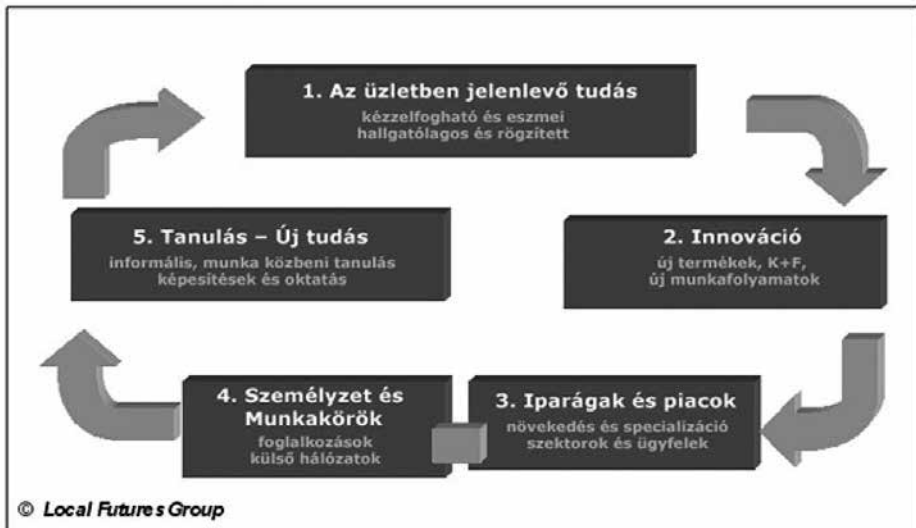 1. Az üzletben jelenlevő tudás
kézzelfogható és eszmei
hallgatólagos és rögzített
2. Innováció
új termékek, K+F,
új munkafolyamatok
3. Iparágak és piacok
növekedés és specializáció
szektorok és ügyfelek
4. Személyzet és
Munkakörök
foglalkozások
külső hálózatok
5. Tanulás – Új tudás
informális, munka közbeni tanulás
képesítések és oktatás
© Local Futures Group